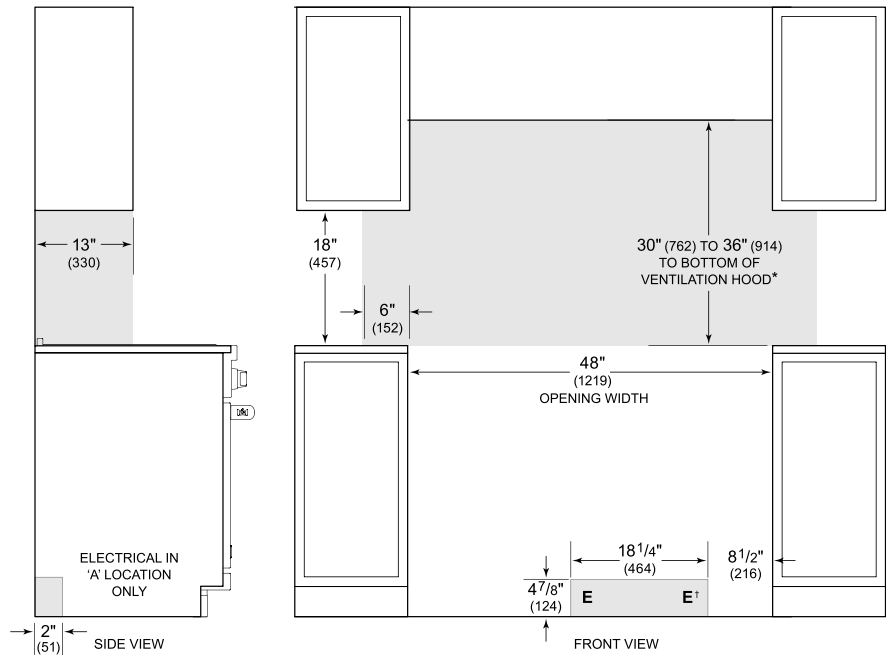 13"
(330)
18"
(457)
30" (762) TO 36" (914)
TO BOTTOM OF
VENTILATION HOOD*
6"
(152)
48"
(1219)
OPENING WIDTH
ELECTRICAL IN
'A' LOCATION
ONLY
18 1/4"
(464)
8 1/2"
(216)
4 7/8"
(124)
E E†
2"
(51)
SIDE VIEW
FRONT VIEW